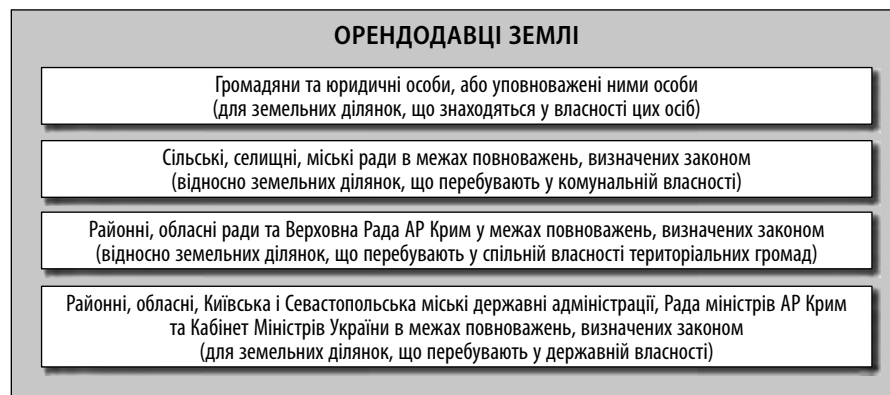 ОРЕНДОДАВЦІ ЗЕМЛІ
Громадяни та юридичні особи, або уповноважені ними особи
(для земельних ділянок, що знаходяться у власності цих осіб)
Сільські, селищні, міські ради в межах повноважень, визначених законом
(відносно земельних ділянок, що перебувають у комунальній власності)
Районні, обласні ради та Верховна Рада АР Крим у межах повноважень, визначених законом
(відносно земельних ділянок, що перебувають у спільній власності територіальних громад)
Районні, обласні, Київська і Севастопольська міські державні адміністрації, Рада міністрів АР Крим
та Кабінет Міністрів України в межах повноважень, визначених законом
(для земельних ділянок, що перебувають у державній власності)